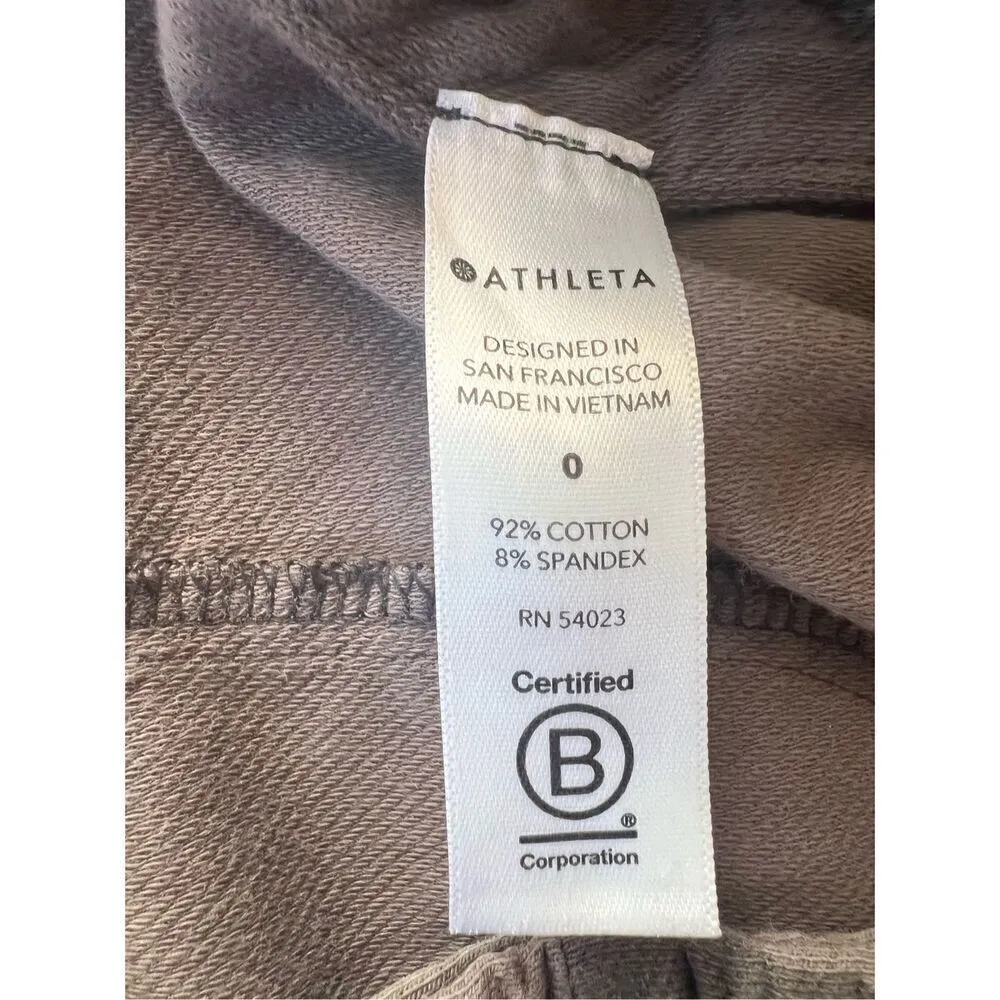 ATHLETA
DESIGNED IN
SAN FRANCISCO
MADE IN VIETNAM
0
92% COTTON
8% SPANDEX
RN 54023
Certified
B
®
Corporation